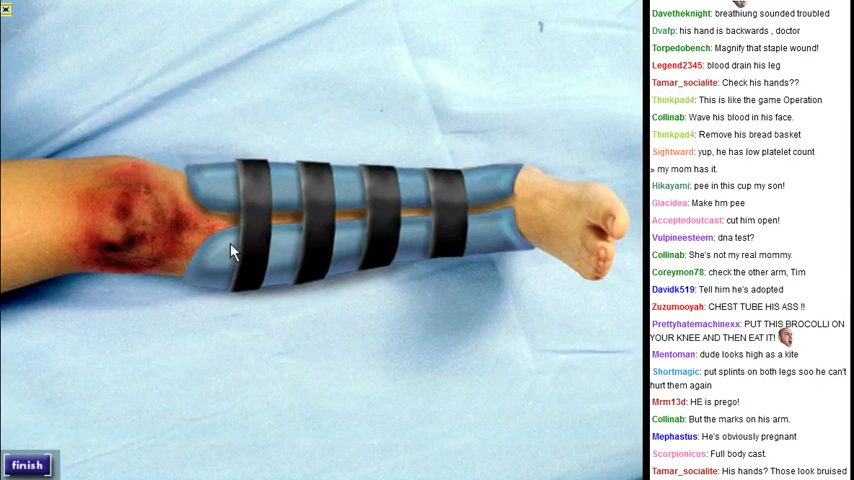 Davetheknight: breathiung sounded troubled
Dvafp: his hand is backwards , doctor
Torpedobench: Magnify that staple wound!
Legend2345: blood drain his leg
Tamar_socialite: Check his hands??
Thinkpad4: This is like the game Operation
Collinab: Wave his blood in his face.
Thinkpad4: Remove his bread basket
Sightward: yup, he has low platelet count
» my mom has it.
Hikayami: pee in this cup my son!
Glacidea: Make hm pee
Acceptedoutcast: cut him open!
Vulpineesteem: dna test?
Collinab: She's not my real mommy.
Coreymon78: check the other arm, Tim
Davidk519: Tell him he's adopted
Zuzumooyah: CHEST TUBE HIS ASS !!
Prettyhatemachinexx: PUT THIS BROCOLLI ON
YOUR KNEE AND THEN EAT IT!
Mentoman: dude looks high as a kite
Shortmagic: put splints on both legs soo he can't
hurt them again
Mrm13d: HE is prego!
Collinab: But the marks on his arm.
Mephastus: He's obviously pregnant
Scorpionicus: Full body cast.
Tamar_socialite: His hands? Those look bruised
finish